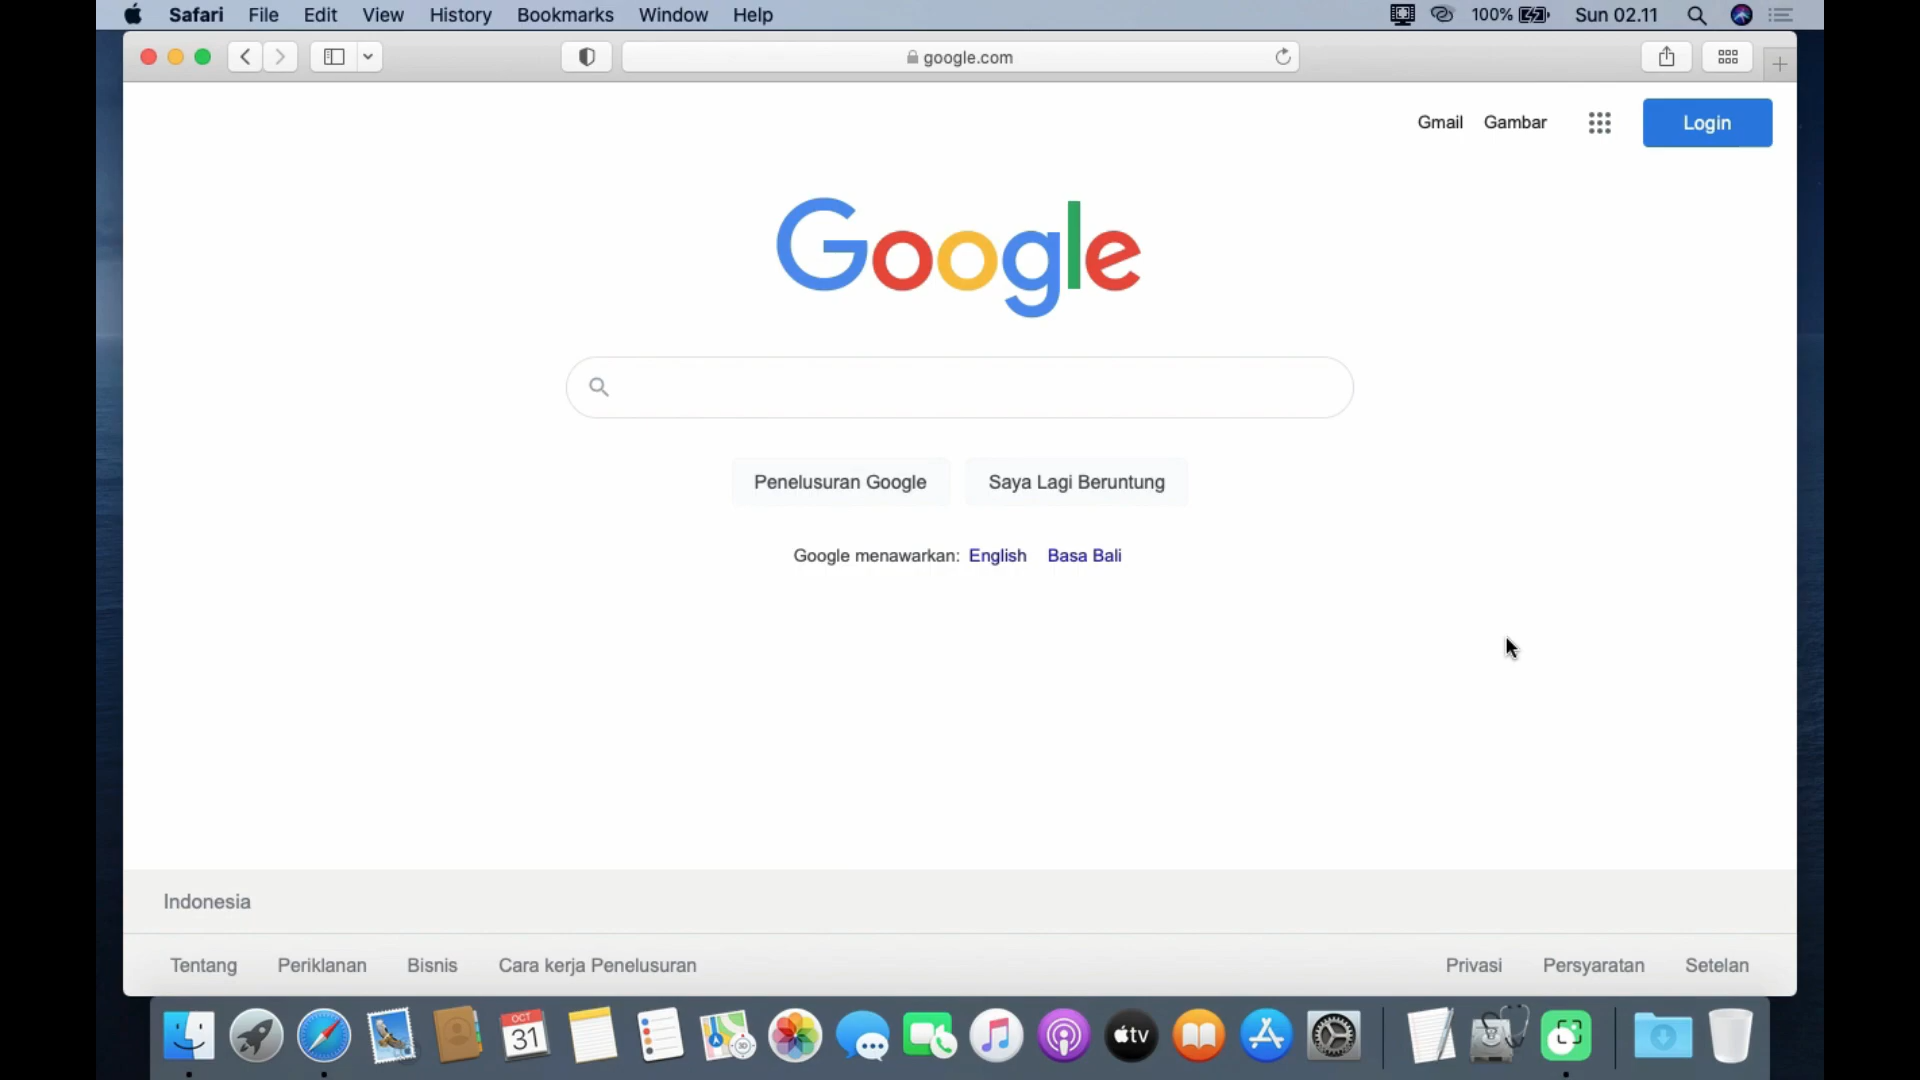 Safari File Edit View History Bookmarks Window Help 100% Sun 02.11
google.com
Gmail Gambar Login
Google
Penelusuran Google Saya Lagi Beruntung
Google menawarkan: English Basa Bali
Indonesia
Tentang Periklanan Bisnis Cara kerja Penelusuran Privasi Persyaratan Setelan
OCT
31
3D
tv